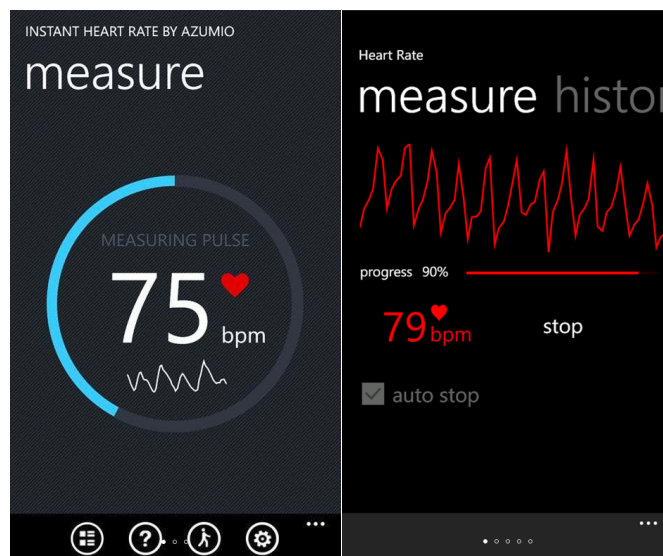 INSTANT HEART RATE BY AZUMIO
measure
MEASURING PULSE
75
bpm
?
Heart Rate
measure histor
progress 90%
79 bpm
stop
auto stop